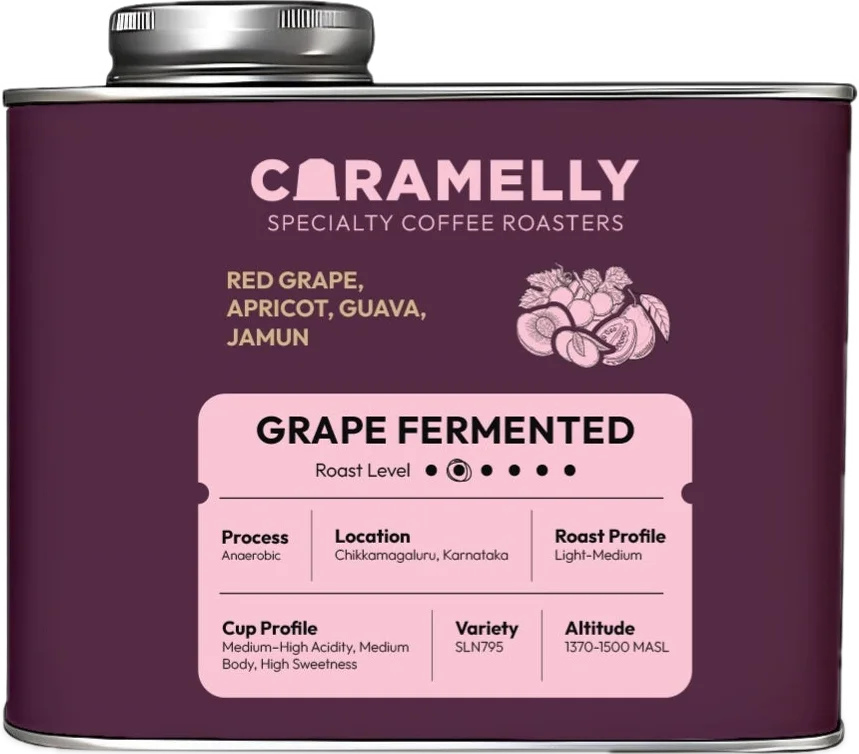 CARAMELLY
SPECIALTY COFFEE ROASTERS
RED GRAPE,
APRICOT, GUAVA,
JAMUN
GRAPE FERMENTED
Roast Level
Process
Anaerobic
Location
Chikkamagaluru, Karnataka
Roast Profile
Light-Medium
Cup Profile
Medium–High Acidity, Medium
Body, High Sweetness
Variety
SLN795
Altitude
1370-1500 MASL